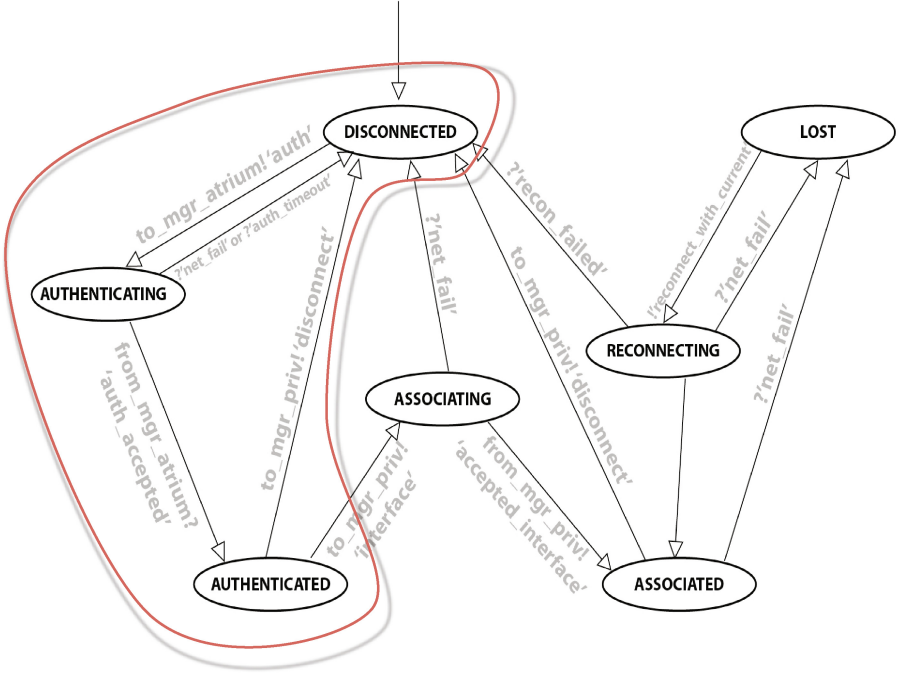 DISCONNECTED
LOST
to_mgr_atrium!‘auth’
?‘net_fail’ or ?‘auth_timeout’
?‘recon_failed’
!‘reconnect_with_current’
?‘net_fail’
?‘net_fail’
AUTHENTICATING
to_mgr_priv! ‘disconnect’
to_mgr_priv! ‘disconnect’
RECONNECTING
?‘net_fail’
ASSOCIATING
from_mgr_atrium?
‘auth_accepted’
to_mgr_priv!
‘interface’
from_mgr_priv!
‘accepted_interface’
AUTHENTICATED
ASSOCIATED